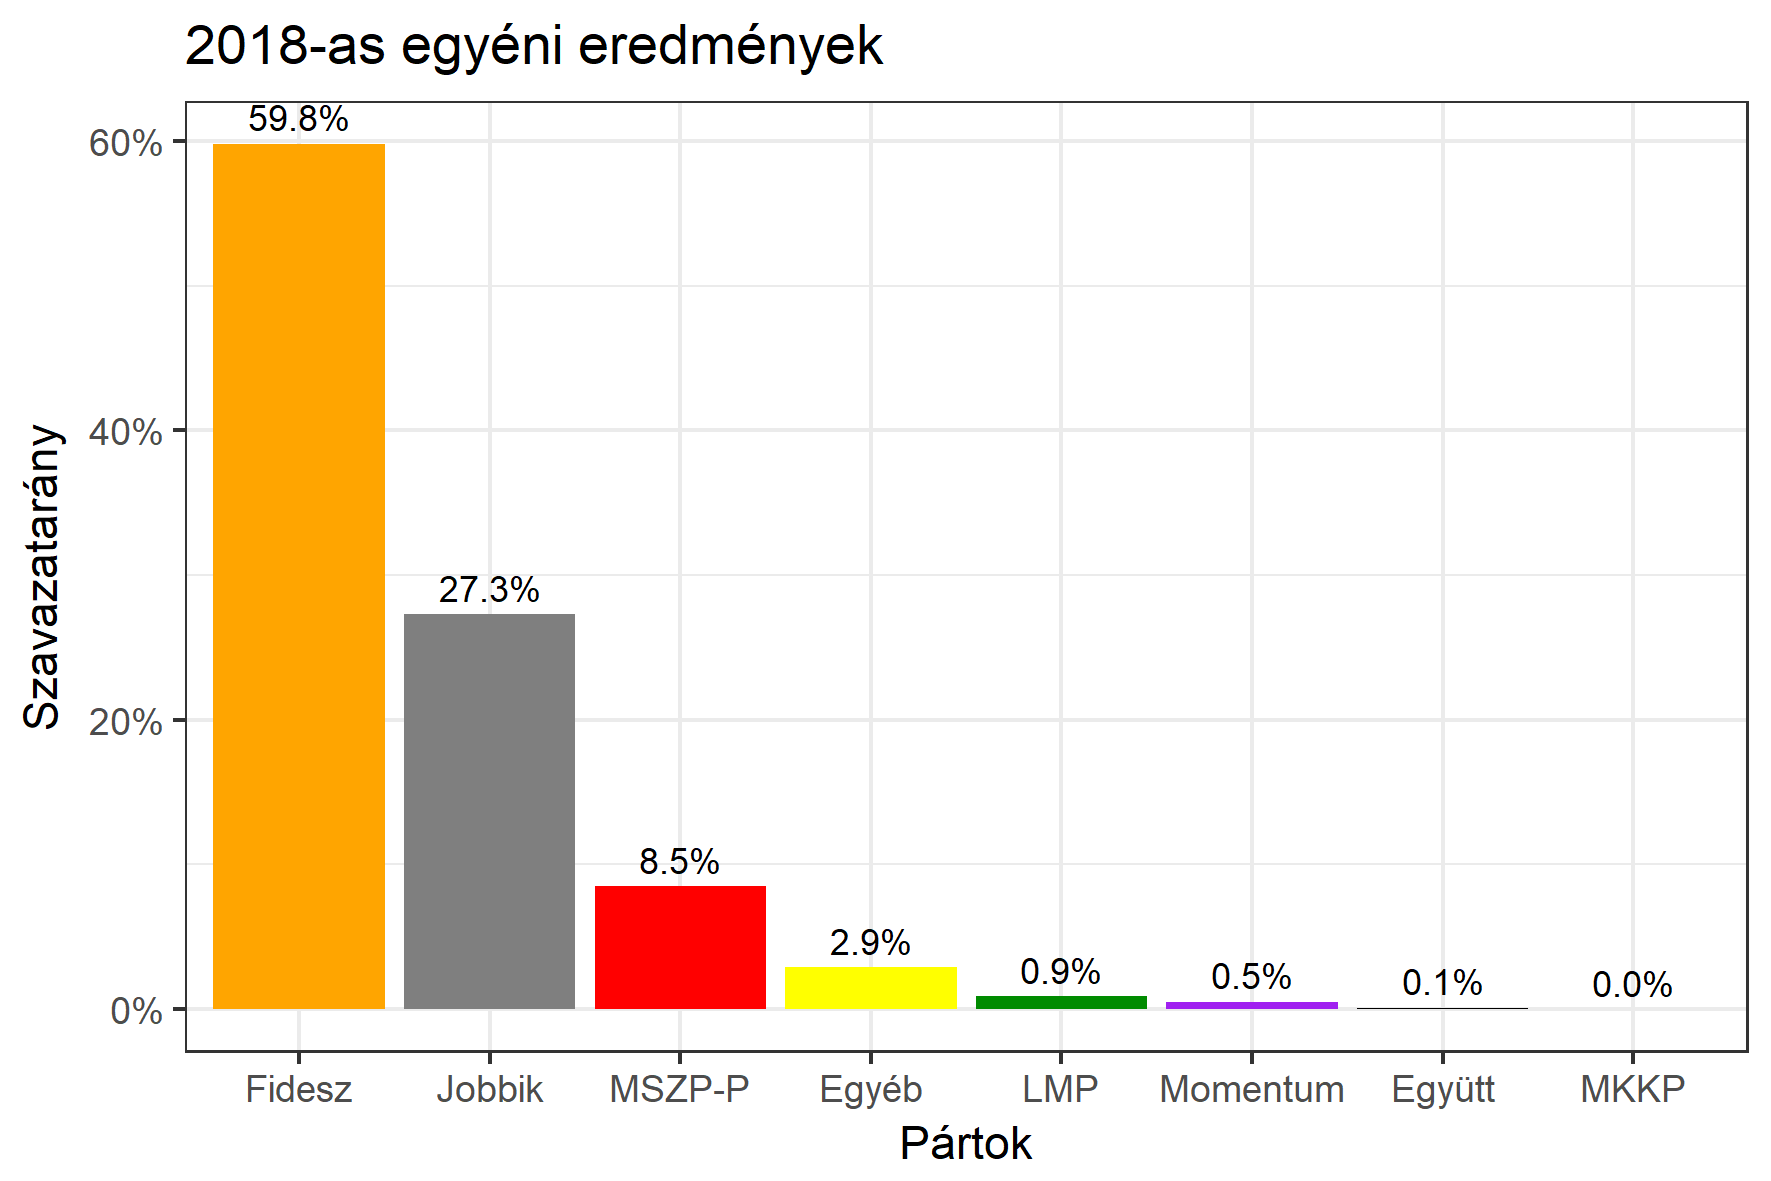 2018-as egyéni eredmények
Szavazatarány
60%
40%
20%
0%
59.8%
27.3%
8.5%
2.9%
0.9%
0.5%
0.1%
0.0%
Fidesz
Jobbik
MSZP-P
Egyéb
LMP
Momentum
Együtt
MKKP
Pártok